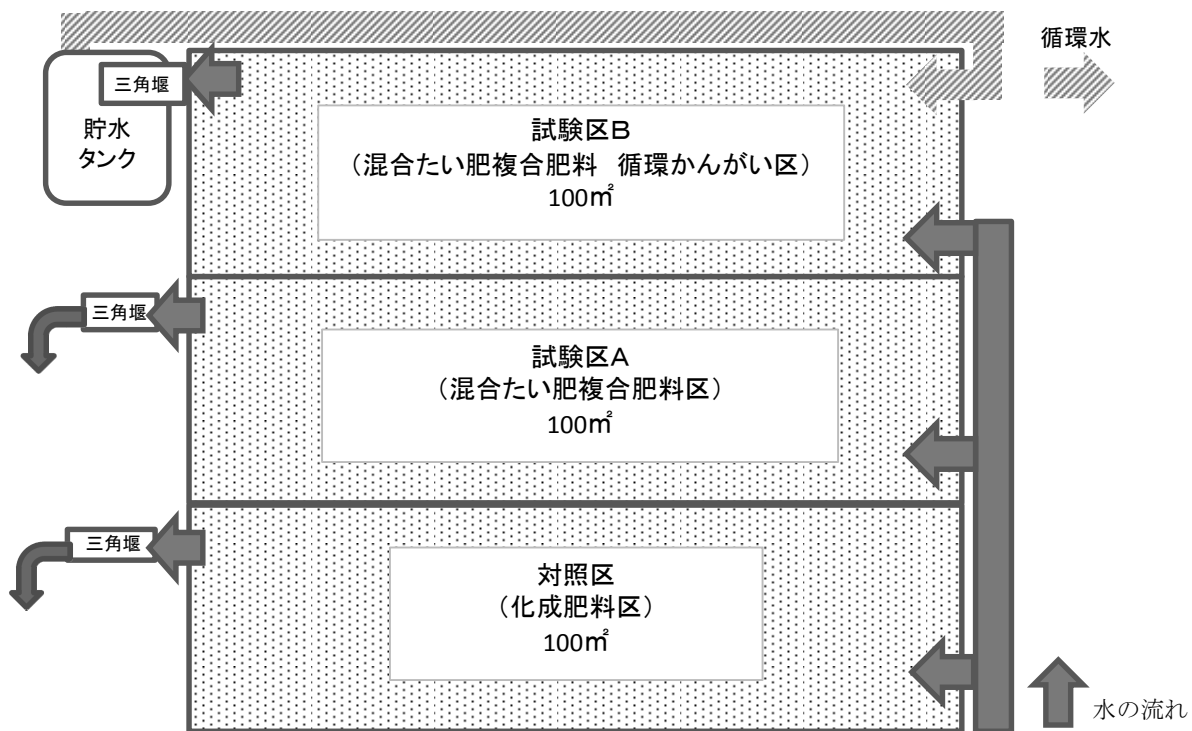 循環水
三角堰
貯水
タンク
試験区B
（混合たい肥複合肥料 循環かんがい区）
100㎡
三角堰
試験区A
（混合たい肥複合肥料区）
100㎡
三角堰
対照区
（化成肥料区）
100㎡
水の流れ